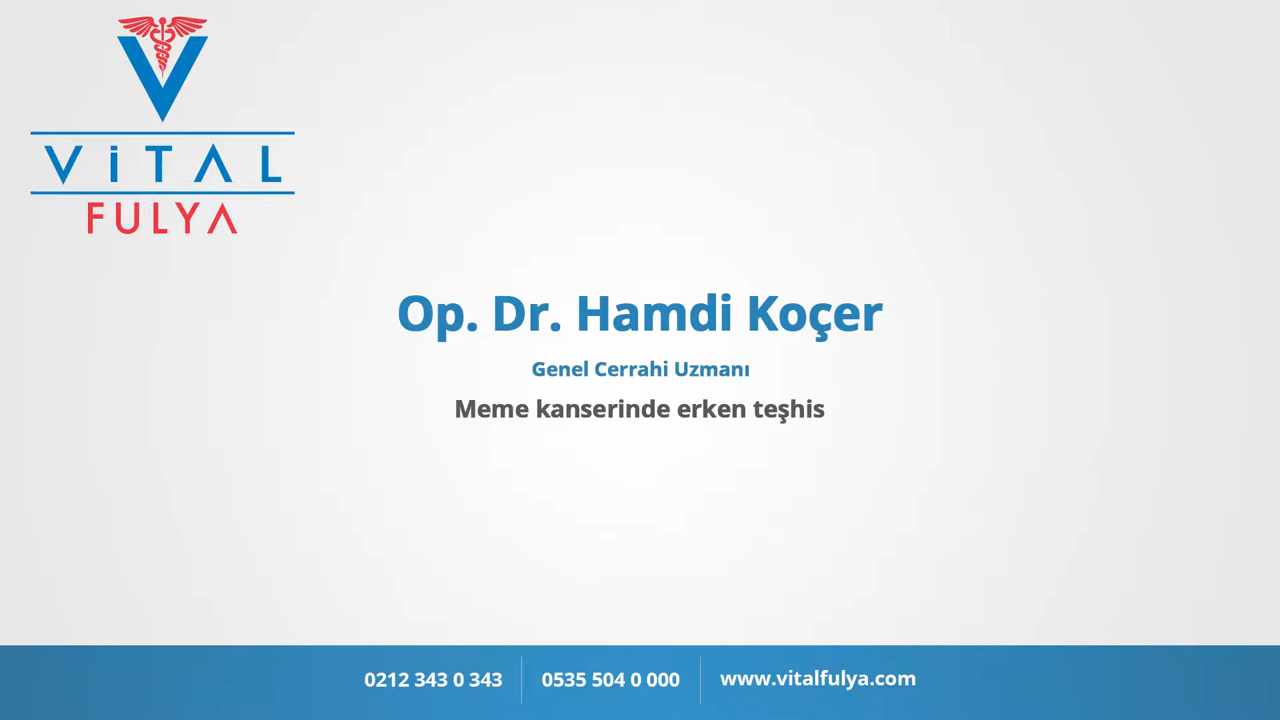 VİTAL
FULYA
Op. Dr. Hamdi Koçer
Genel Cerrahi Uzmanı
Meme kanserinde erken teşhis
0212 343 0 343
0535 504 0 000
www.vitalfulya.com